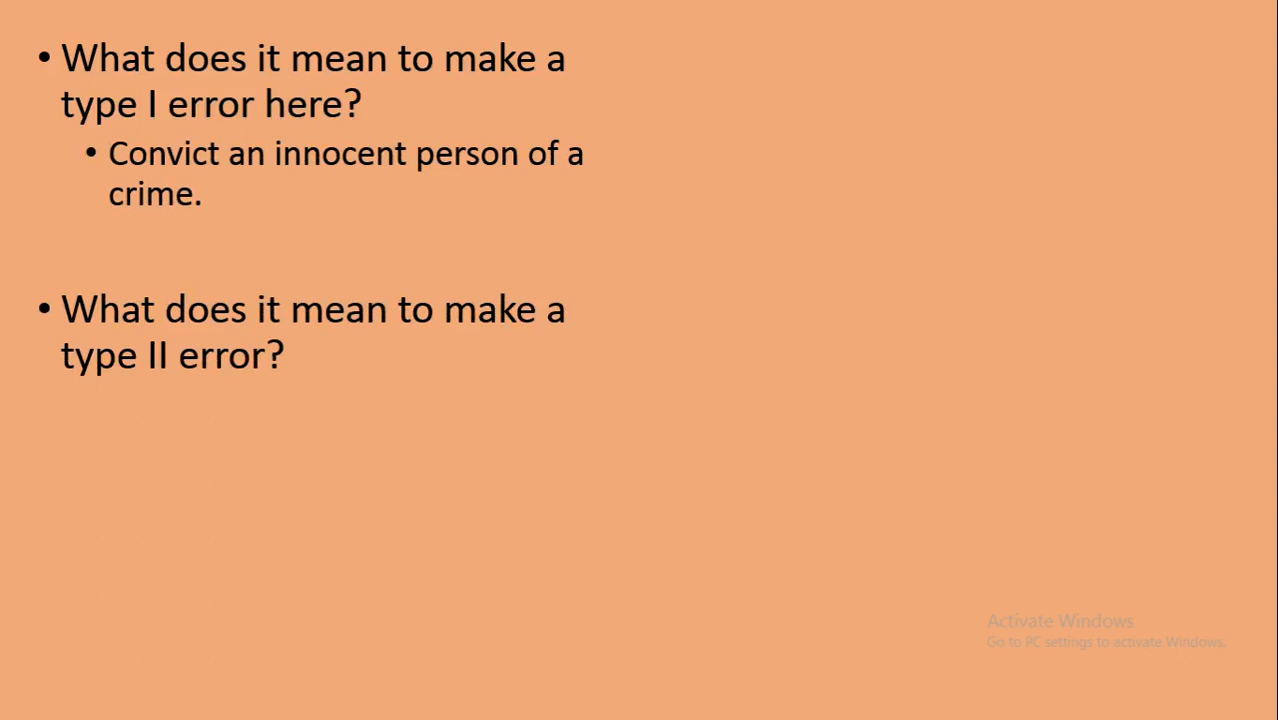 • What does it mean to make a
type I error here?
• Convict an innocent person of a
crime.
• What does it mean to make a
type II error?
Activate Windows
Go to PC settings to activate Windows.